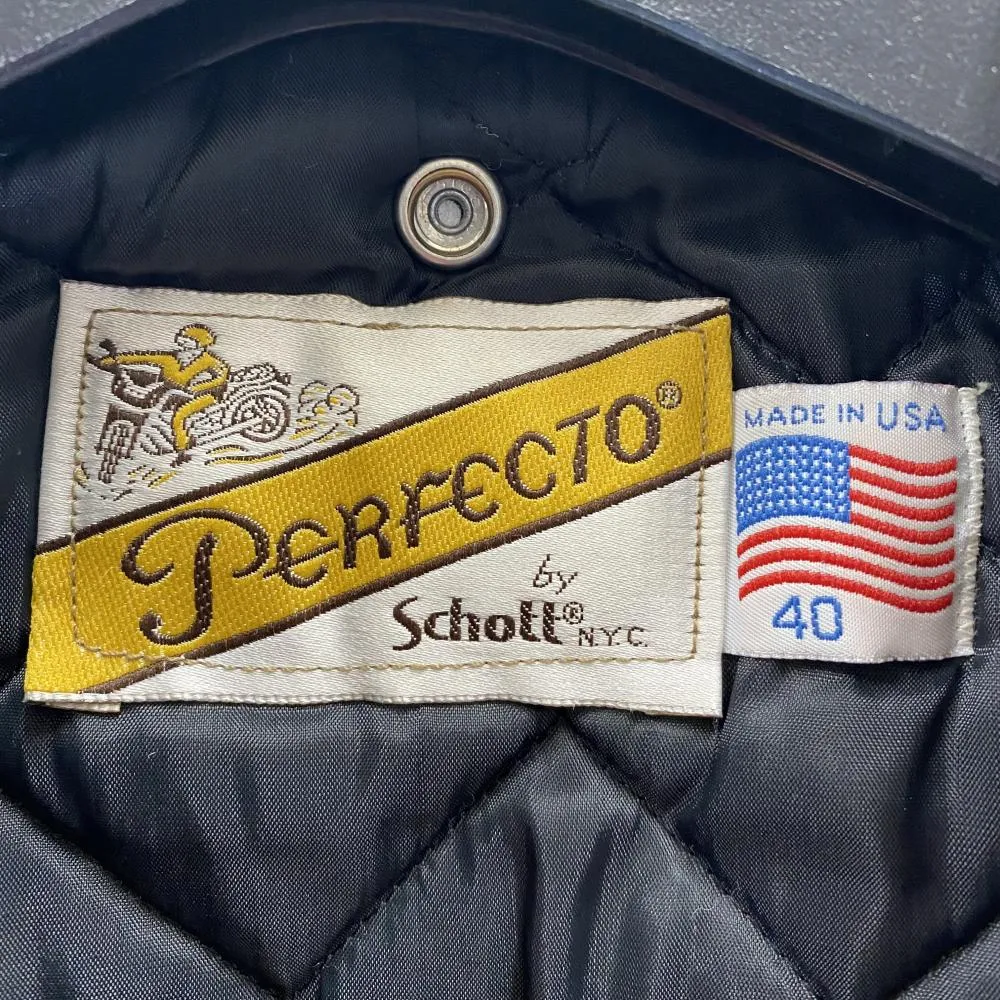 PERFECTO®
by
Schott® N.Y.C.
MADE IN USA
40